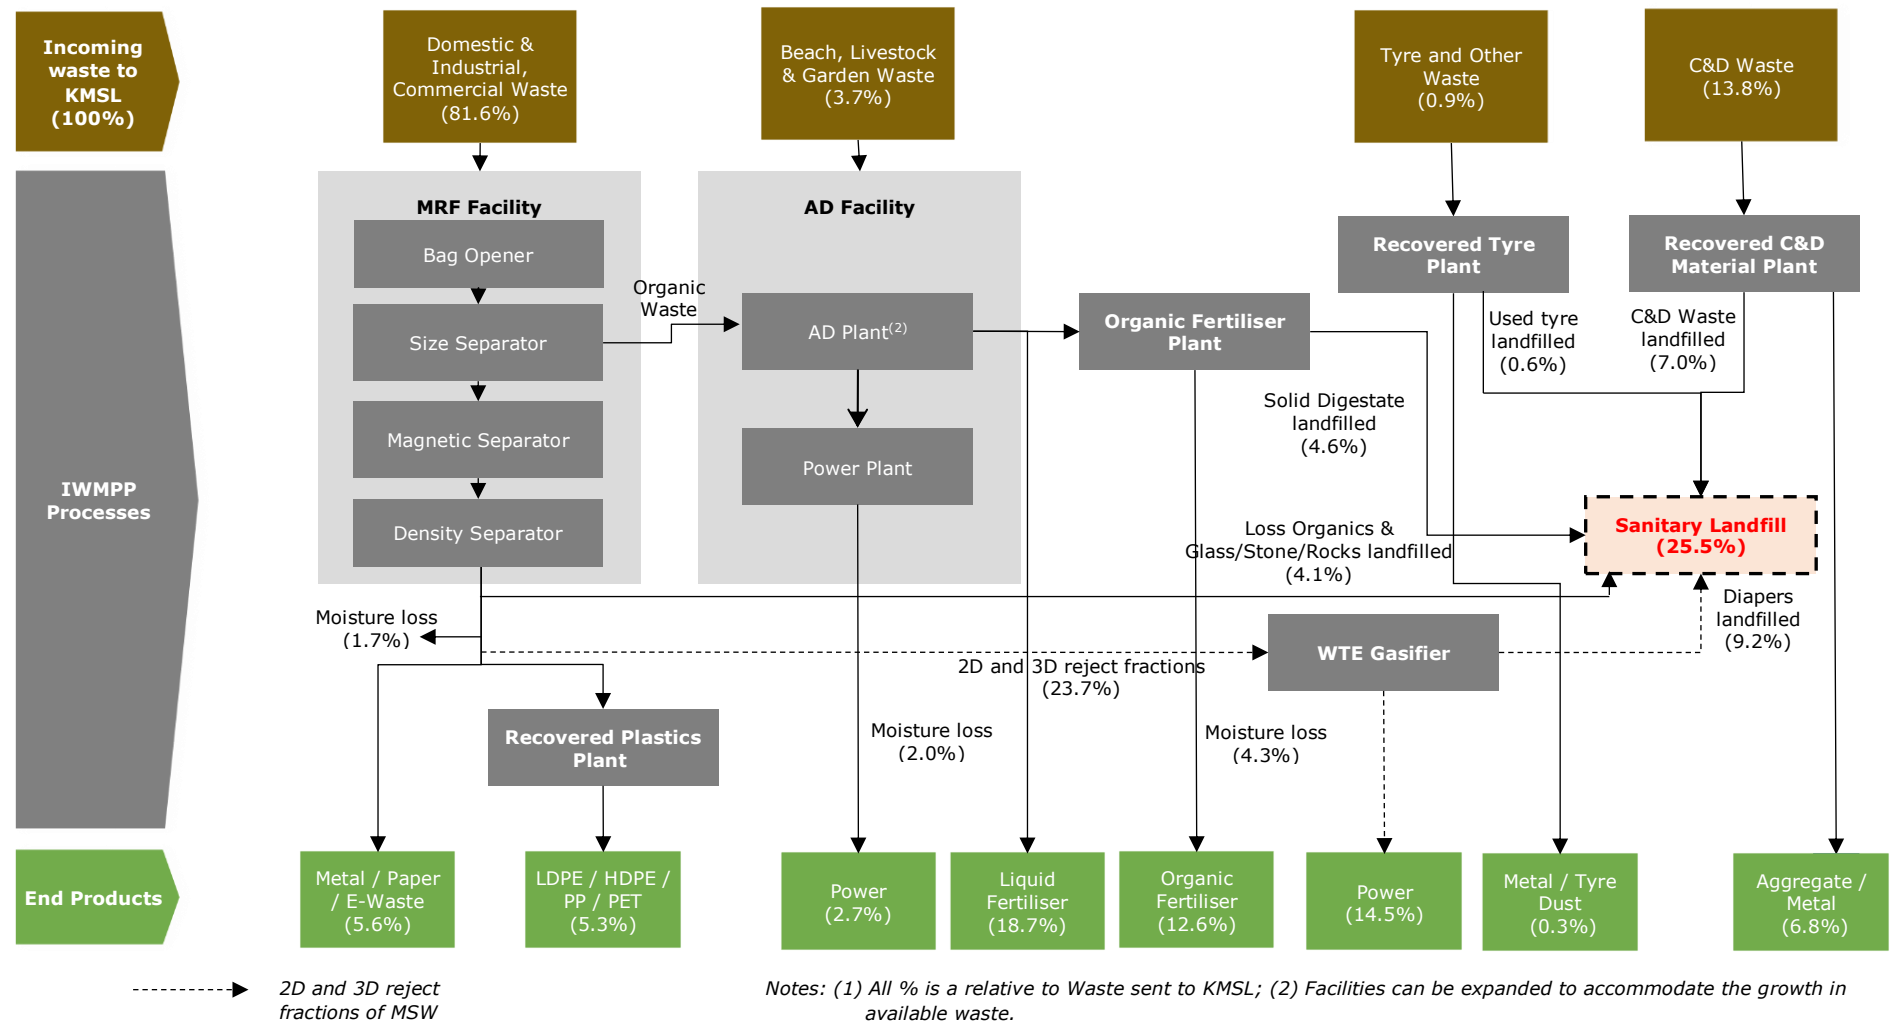 Incoming
waste to
KMSL
(100%)
Domestic &
Industrial,
Commercial Waste
(81.6%)
Beach, Livestock
& Garden Waste
(3.7%)
Tyre and Other
Waste
(0.9%)
C&D Waste
(13.8%)
IWMPP
Processes
MRF Facility
Bag Opener
Size Separator
Magnetic Separator
Density Separator
Organic
Waste
AD Facility
AD Plant(2)
Power Plant
Organic Fertiliser
Plant
Recovered Tyre
Plant
Recovered C&D
Material Plant
Used tyre
landfilled
(0.6%)
C&D Waste
landfilled
(7.0%)
Solid Digestate
landfilled
(4.6%)
Loss Organics &
Glass/Stone/Rocks landfilled
(4.1%)
Sanitary Landfill
(25.5%)
Diapers
landfilled
(9.2%)
Moisture loss
(1.7%)
2D and 3D reject fractions
(23.7%)
WTE Gasifier
Recovered Plastics
Plant
Moisture loss
(2.0%)
Moisture loss
(4.3%)
End Products
Metal / Paper
/ E-Waste
(5.6%)
LDPE / HDPE /
PP / PET
(5.3%)
Power
(2.7%)
Liquid
Fertiliser
(18.7%)
Organic
Fertiliser
(12.6%)
Power
(14.5%)
Metal / Tyre
Dust
(0.3%)
Aggregate /
Metal
(6.8%)
2D and 3D reject
fractions of MSW
Notes: (1) All % is a relative to Waste sent to KMSL; (2) Facilities can be expanded to accommodate the growth in
available waste.